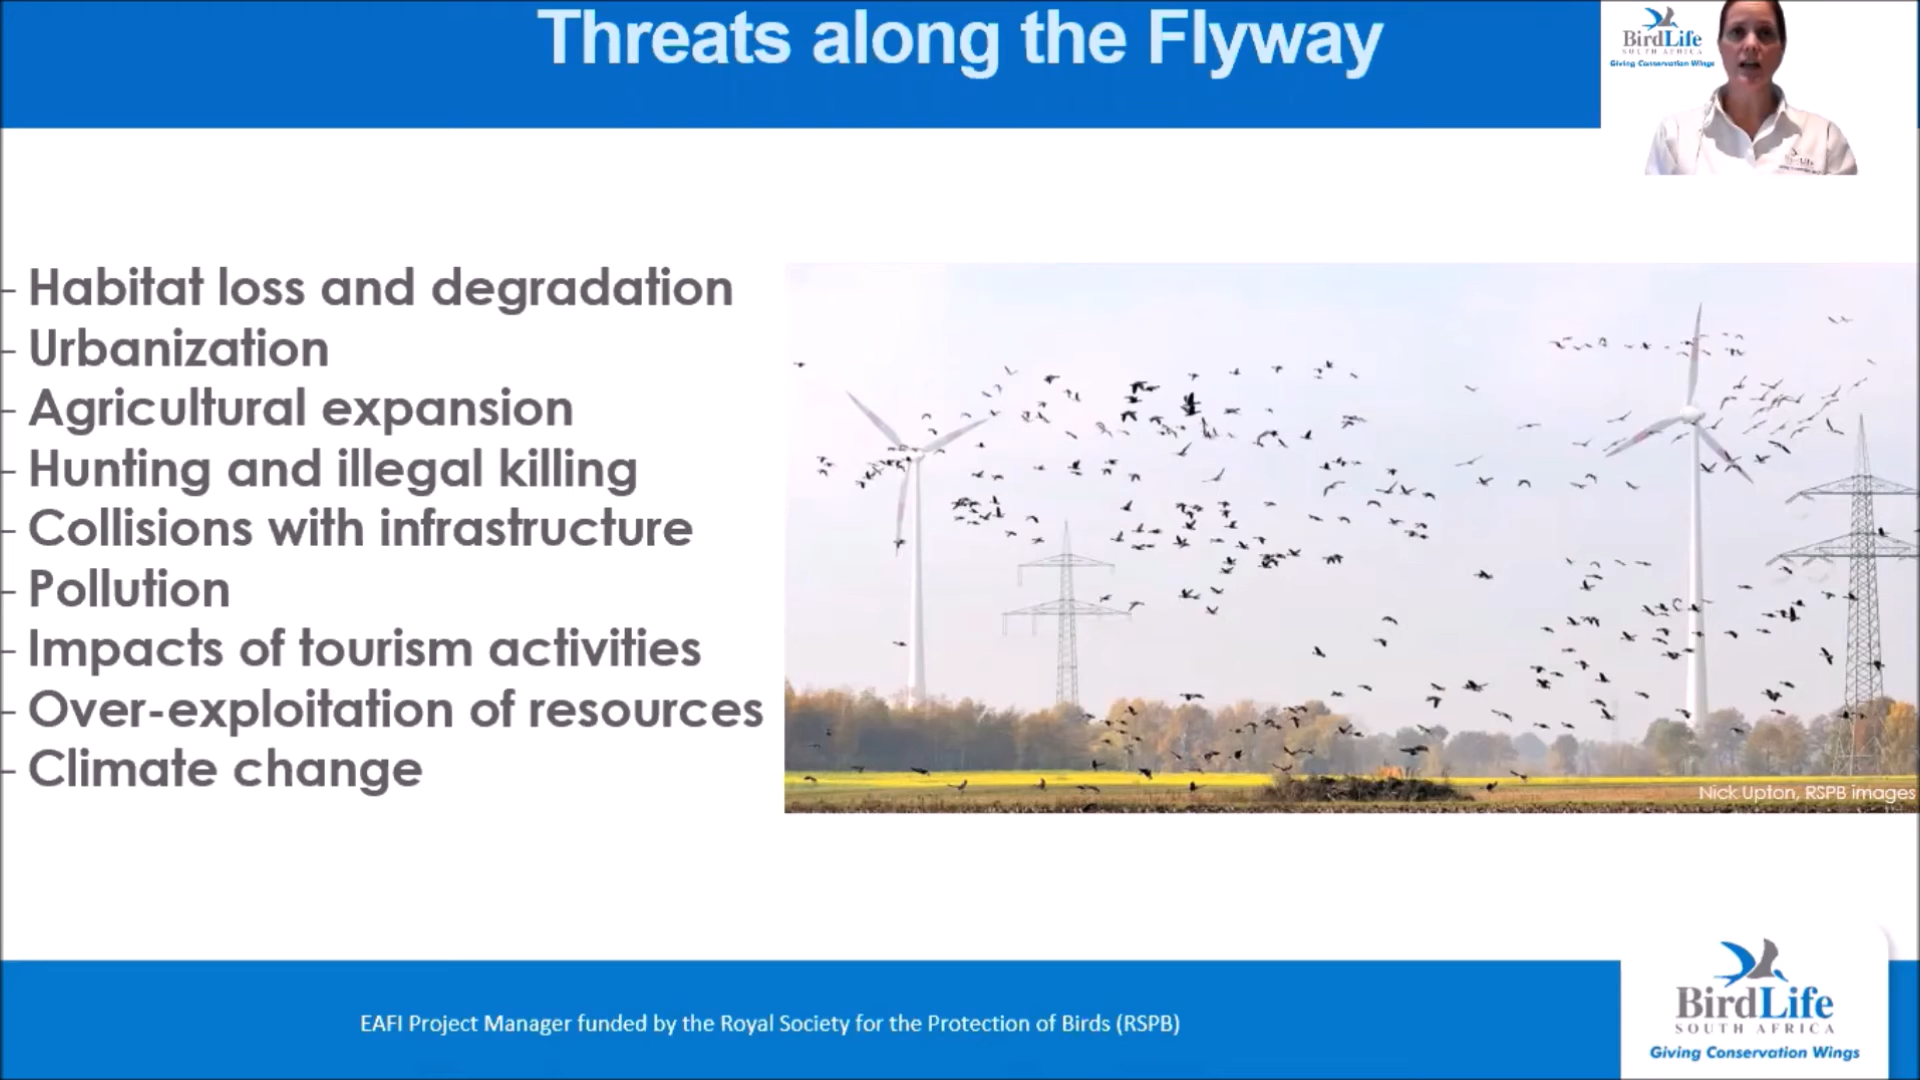 Threats along the Flyway
BirdLife
SOUTH AFRICA
Giving Conservation Wings
- Habitat loss and degradation
- Urbanization
- Agricultural expansion
- Hunting and illegal killing
- Collisions with infrastructure
- Pollution
- Impacts of tourism activities
- Over-exploitation of resources
- Climate change
Nick Upton, RSPB images
EAFI Project Manager funded by the Royal Society for the Protection of Birds (RSPB)
BirdLife
SOUTH AFRICA
Giving Conservation Wings